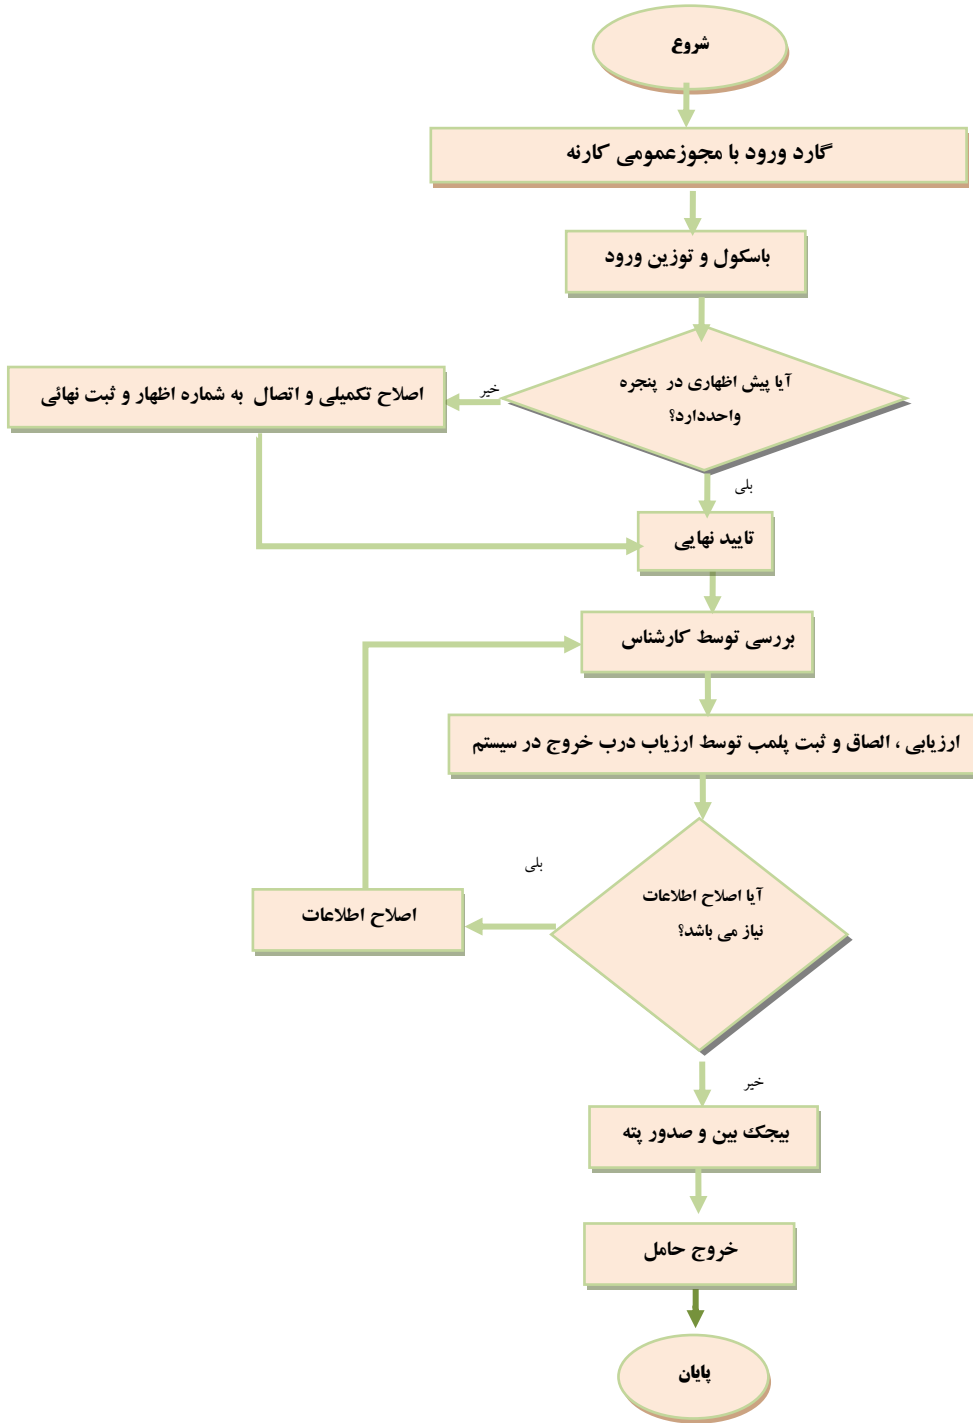 شروع
گارد ورود با مجوزعمومی کارنه
باسکول و توزین ورود
آیا پیش اظهاری در پنجره
واحددارد؟
خیر
اصلاح تکمیلی و اتصال به شماره اظهار و ثبت نهائی
بلی
تایید نهایی
بررسی توسط کارشناس
ارزیابی ، الصاق و ثبت پلمب توسط ارزیاب درب خروج در سیستم
آیا اصلاح اطلاعات
نیاز می باشد؟
بلی
اصلاح اطلاعات
خیر
بیجک بین و صدور پته
خروج حامل
پایان